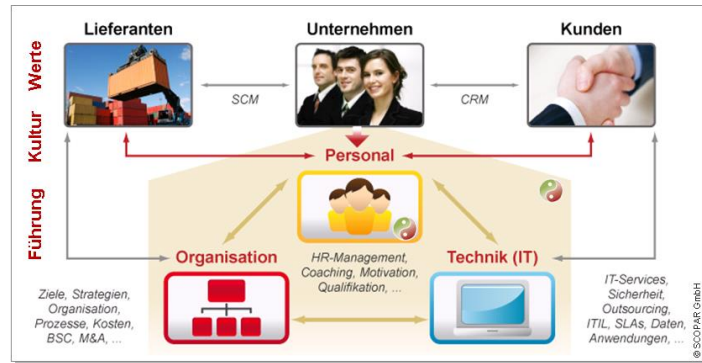 Lieferanten
Unternehmen
Kunden
Werte
Kultur
Führung
SCM
CRM
Personal
Organisation
HR-Management,
Coaching, Motivation,
Qualifikation, ...
Technik (IT)
Ziele, Strategien,
Organisation,
Prozesse, Kosten,
BSC, M&A, ...
IT-Services,
Sicherheit,
Outsourcing,
ITIL, SLAs, Daten,
Anwendungen, ...
© SCOPAR GmbH